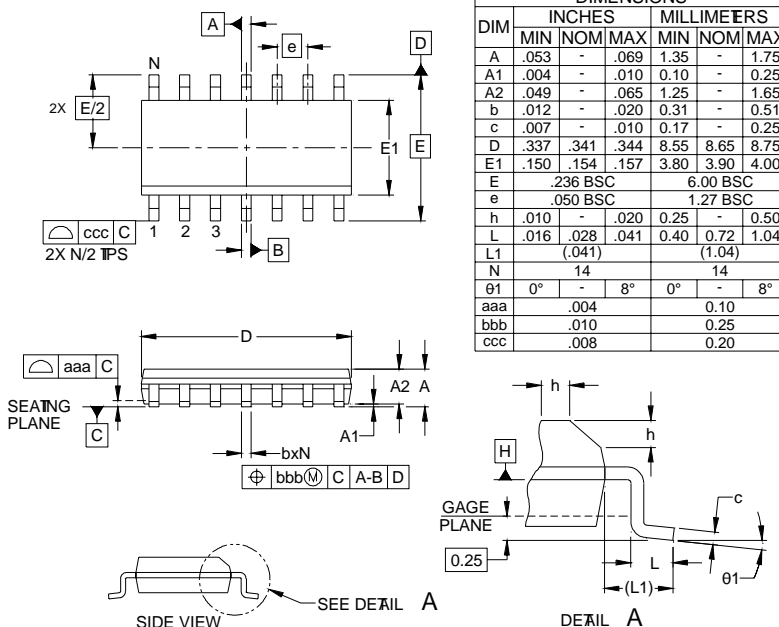 A
e
D
N
2X E/2
E1
E
ccc C
1 2 3
2X N/2 TIPS
B
D
aaa C
A2 A
SEATING
PLANE
C
A1
bxN
bbb M C A-B D
SIDE VIEW
SEE DETAIL A
DIMENSIONS
DIM INCHES MILLIMETERS
MIN NOM MAX MIN NOM MAX
A .053 - .069 1.35 - 1.75
A1 .004 - .010 0.10 - 0.25
A2 .049 - .065 1.25 - 1.65
b .012 - .020 0.31 - 0.51
c .007 - .010 0.17 - 0.25
D .337 .341 .344 8.55 8.65 8.75
E1 .150 .154 .157 3.80 3.90 4.00
E .236 BSC 6.00 BSC
e .050 BSC 1.27 BSC
h .010 - .020 0.25 - 0.50
L .016 .028 .041 0.40 0.72 1.04
L1 (.041) (1.04)
N 14 14
θ1 0° - 8° 0° - 8°
aaa .004 0.10
bbb .010 0.25
ccc .008 0.20
h
h
H
GAGE
PLANE
c
0.25
L
(L1)
θ1
DETAIL A